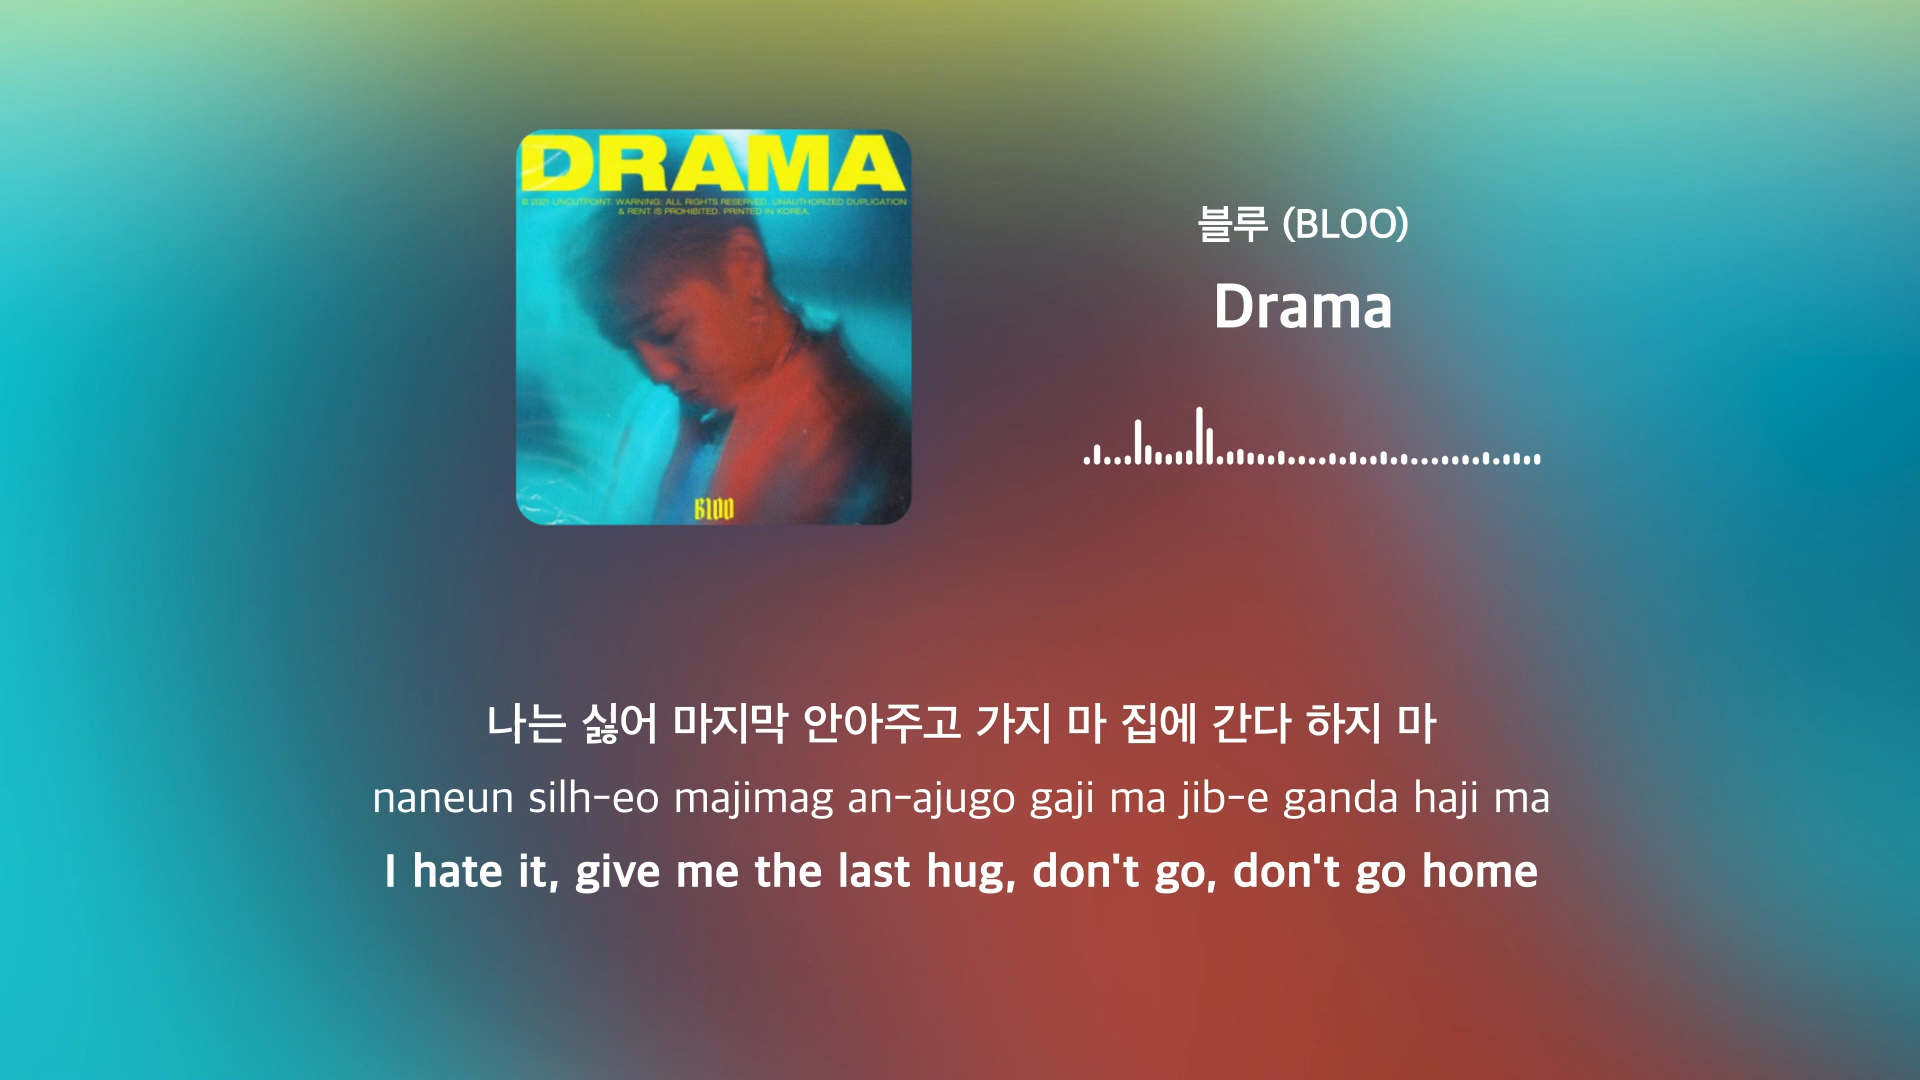 DRAMA
© 2021 UNCUTPOINT. WARNING: ALL RIGHTS RESERVED. UNAUTHORIZED DUPLICATION
& RENT IS PROHIBITED. PRINTED IN KOREA.
BlOO
블루 (BLOO)
Drama
나는 싫어 마지막 안아주고 가지 마 집에 간다 하지 마
naneun silh-eo majimag an-ajugo gaji ma jib-e ganda haji ma
I hate it, give me the last hug, don't go, don't go home